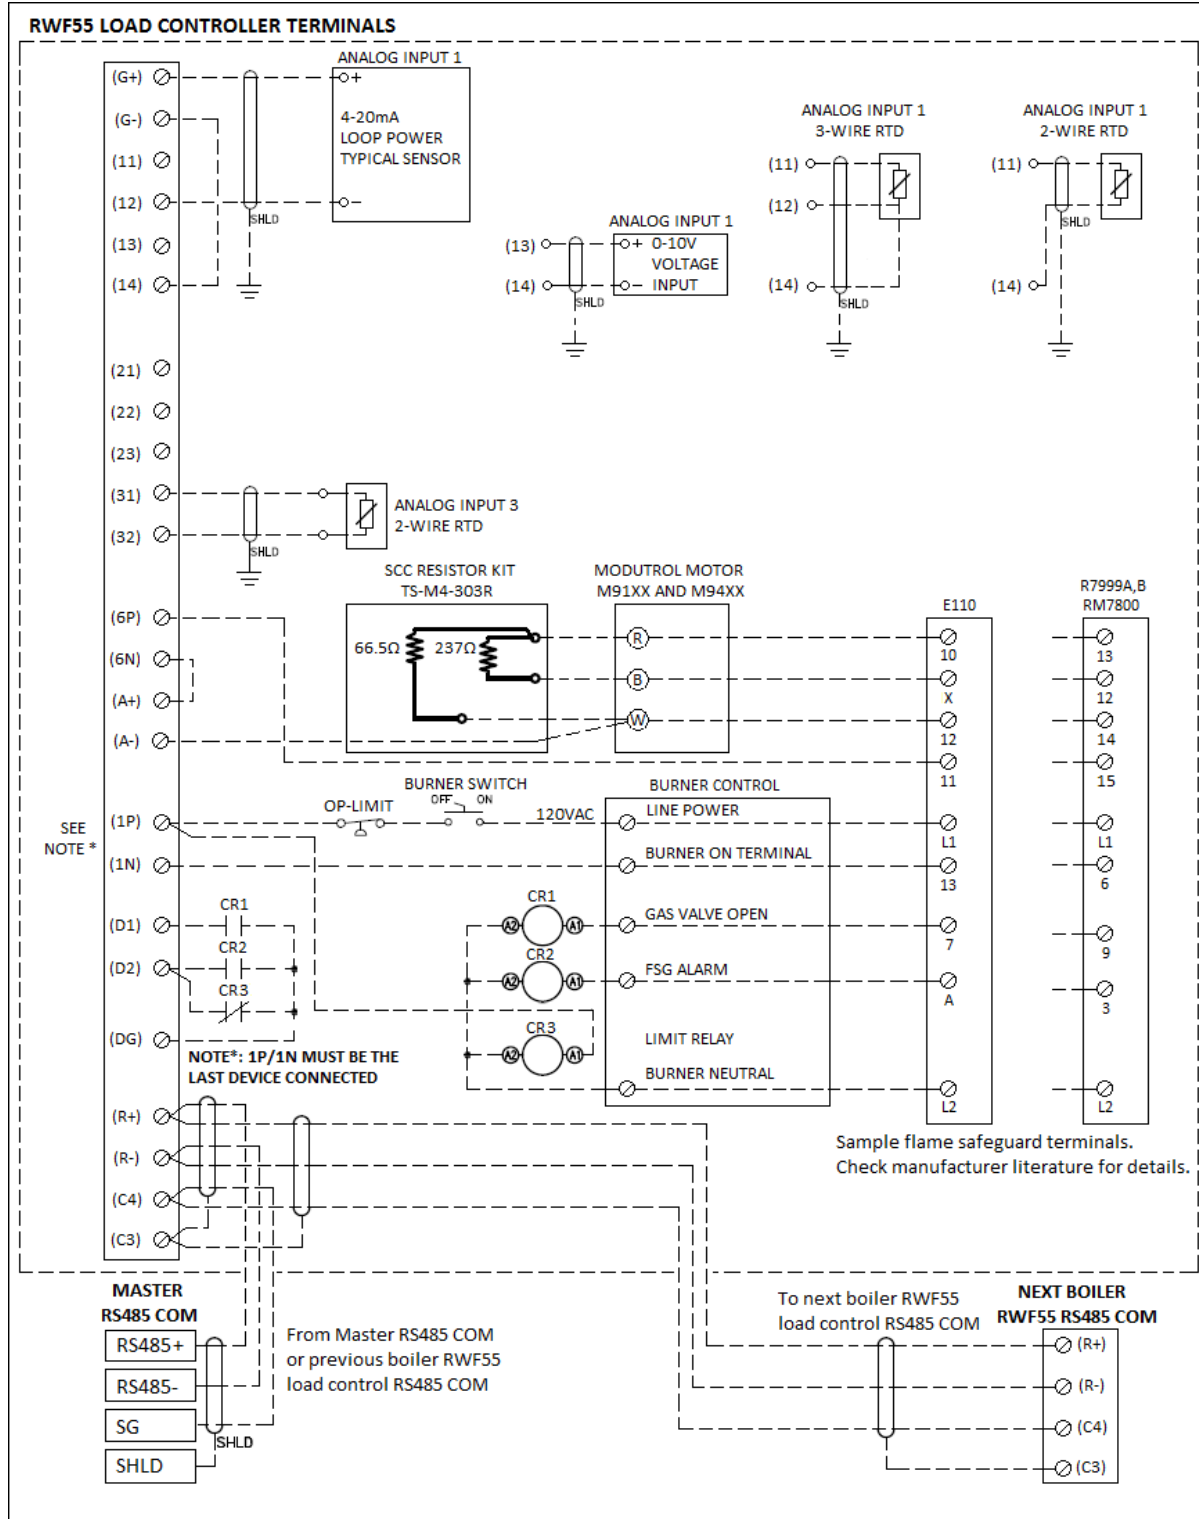 RWF55 LOAD CONTROLLER TERMINALS
ANALOG INPUT 1
(G+)
+
4-20mA
LOOP POWER
TYPICAL SENSOR
(G-)
(11)
(12)
-
SHLD
(13)
(14)
ANALOG INPUT 1
3-WIRE RTD
(11)
(12)
(14)
SHLD
ANALOG INPUT 1
2-WIRE RTD
(11)
SHLD
(14)
ANALOG INPUT 1
(13)
+ 0-10V
VOLTAGE
(14)
- INPUT
SHLD
(21)
(22)
(23)
(31)
(32)
ANALOG INPUT 3
2-WIRE RTD
SHLD
SCC RESISTOR KIT
TS-M4-303R
66.5Ω
237Ω
MODUTROL MOTOR
M91XX AND M94XX
R
B
W
E110
10
X
12
11
L1
13
7
A
L2
R7999A,B
RM7800
13
12
14
15
L1
6
9
3
L2
(6P)
(6N)
(A+)
(A-)
SEE
NOTE *
(1P)
OP-LIMIT
BURNER SWITCH
OFF
ON
120VAC
BURNER CONTROL
LINE POWER
(1N)
BURNER ON TERMINAL
(D1)
CR1
CR1
A2
A1
GAS VALVE OPEN
(D2)
CR2
CR2
A2
A1
FSG ALARM
CR3
CR3
A2
A1
LIMIT RELAY
(DG)
BURNER NEUTRAL
NOTE*: 1P/1N MUST BE THE
LAST DEVICE CONNECTED
(R+)
(R-)
(C4)
(C3)
Sample flame safeguard terminals.
Check manufacturer literature for details.
MASTER
RS485 COM
RS485+
RS485-
SG
SHLD
SHLD
From Master RS485 COM
or previous boiler RWF55
load control RS485 COM
To next boiler RWF55
load control RS485 COM
NEXT BOILER
RWF55 RS485 COM
(R+)
(R-)
(C4)
(C3)